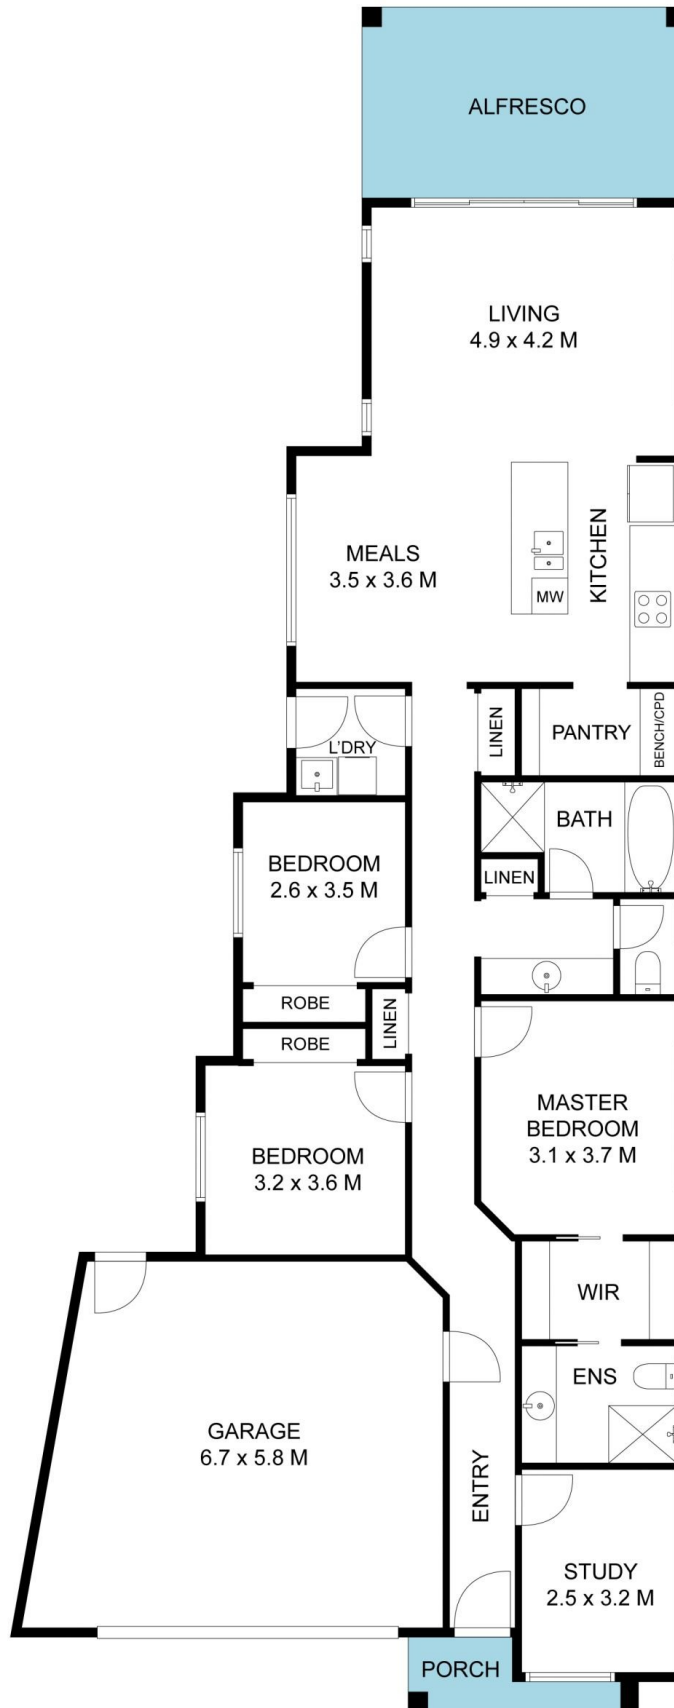 ALFRESCO
LIVING
4.9 x 4.2 M
KITCHEN
MEALS
3.5 x 3.6 M
MW
L'DRY
LINEN
PANTRY
BENCH/CPD
BATH
BEDROOM
2.6 x 3.5 M
LINEN
ROBE
LINEN
ROBE
MASTER
BEDROOM
3.1 x 3.7 M
BEDROOM
3.2 x 3.6 M
WIR
ENS
GARAGE
6.7 x 5.8 M
ENTRY
STUDY
2.5 x 3.2 M
PORCH